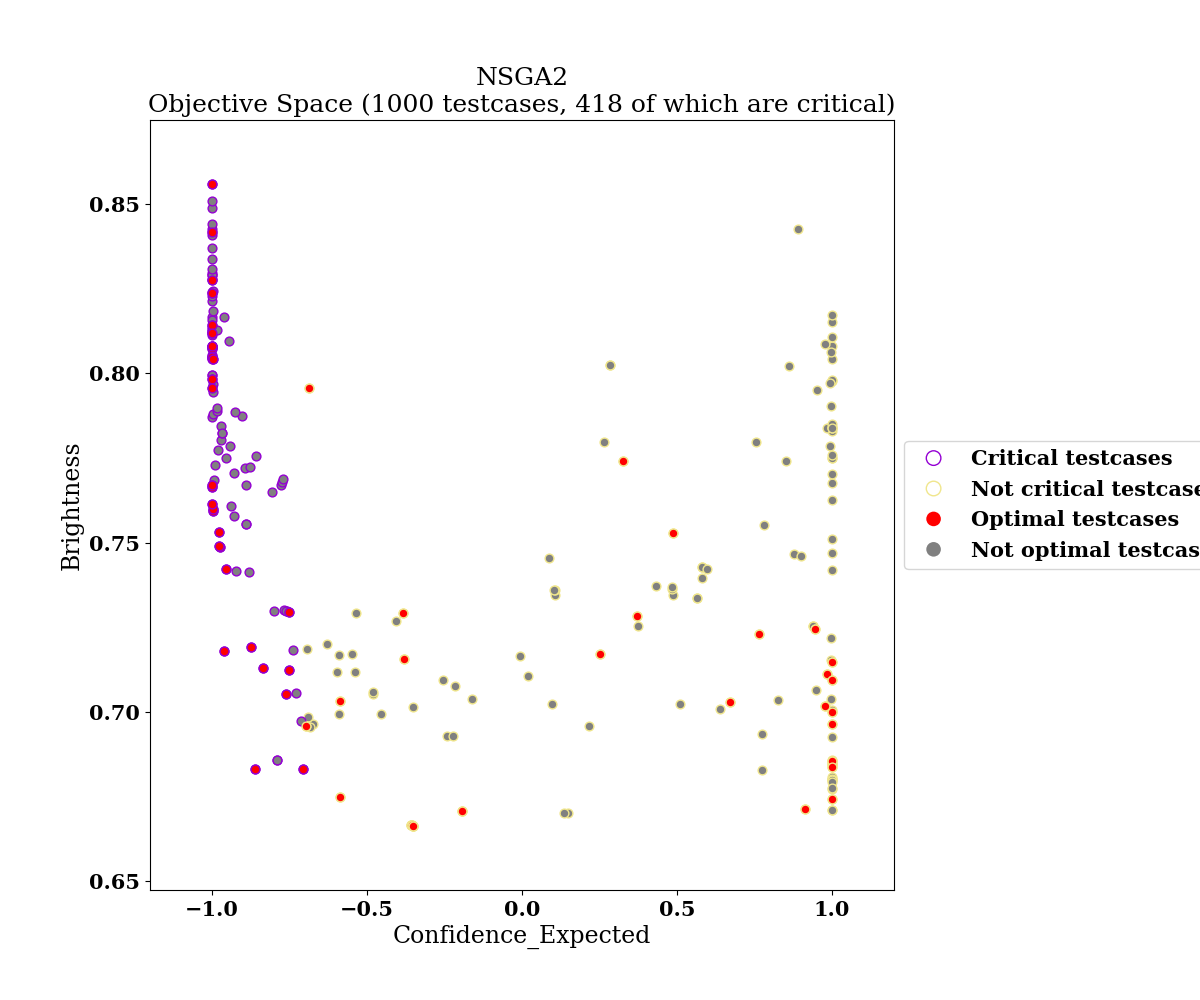 NSGA2
Objective Space (1000 testcases, 418 of which are critical)
0.85
0.80
0.75
0.70
0.65
Brightness
−1.0
−0.5
0.0
0.5
1.0
Confidence_Expected
Critical testcases
Not critical testcase
Optimal testcases
Not optimal testcas